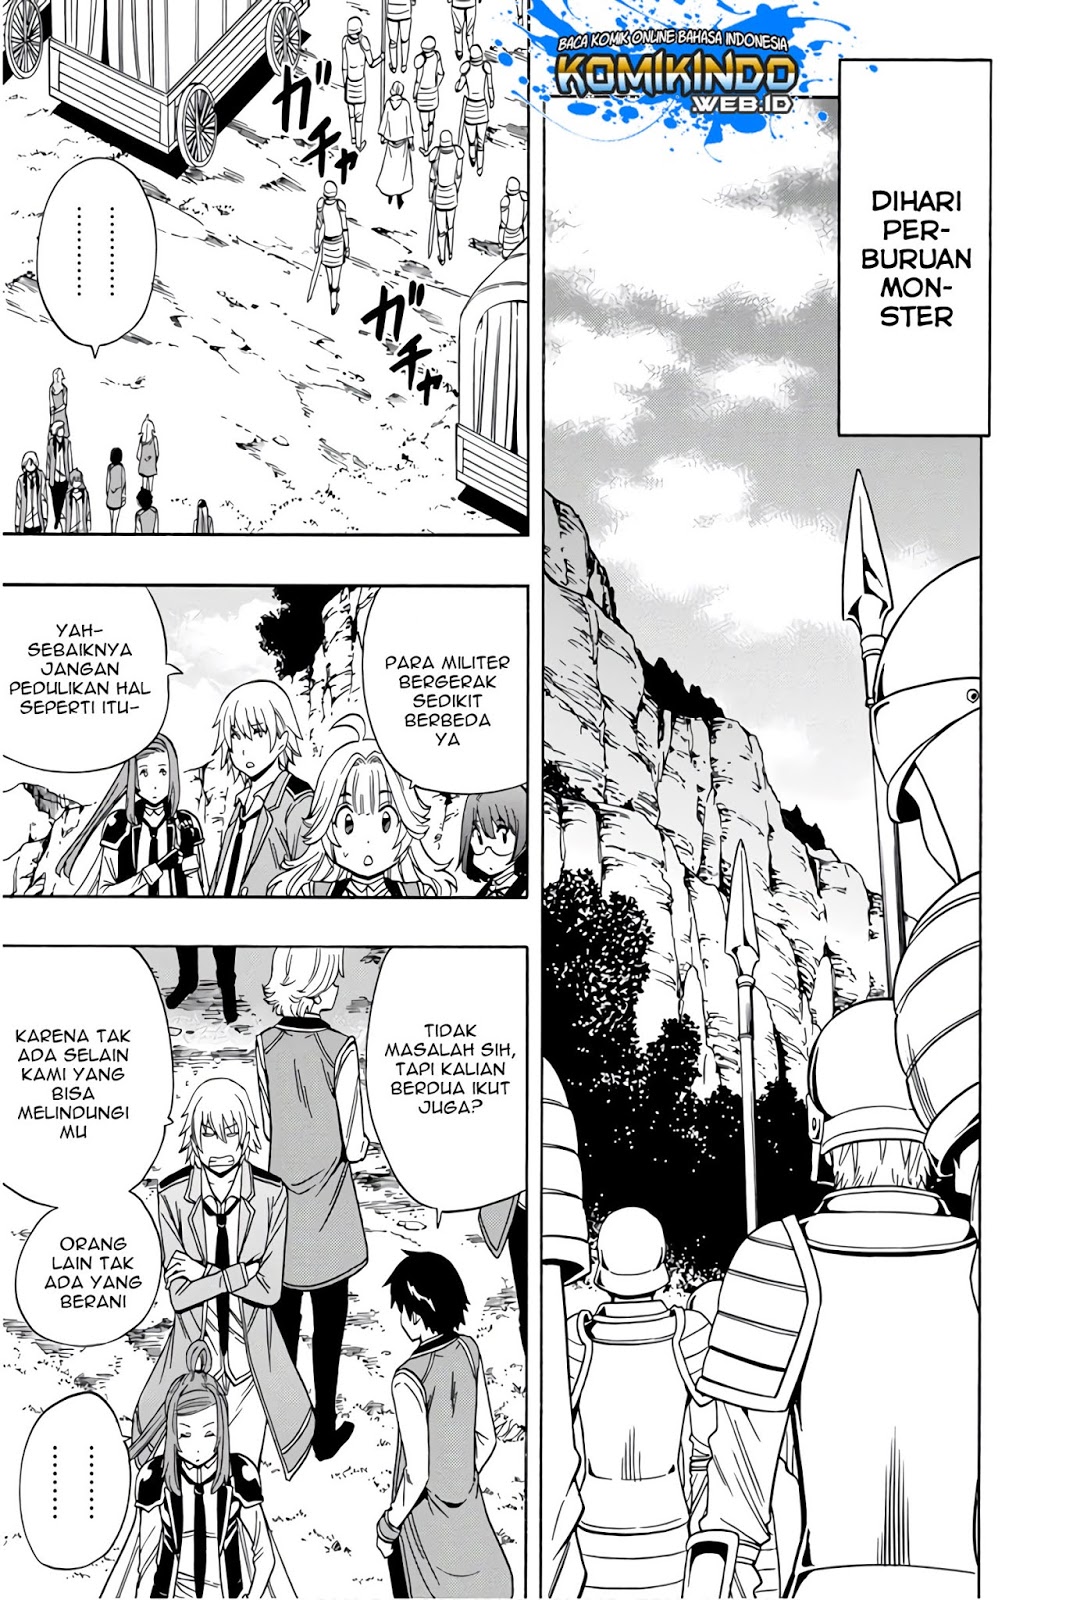 BACA KOMIK ONLINE BAHASA INDONESIA
KOMIKINDO
.WEB.ID
DIHARI
PER-
BURUAN
MON-
STER
ガ
チャ
ガ
チャ
PARA MILITER
BERGERAK
SEDIKIT
BERBEDA
YA
YAH-
SEBAIKNYA
JANGAN
PEDULIKAN HAL
SEPERTI ITU-
TIDAK
MASALAH SIH,
TAPI KALIAN
BERDUA IKUT
JUGA?
KARENA TAK
ADA SELAIN
KAMI YANG
BISA
MELINDUNGI
MU
ORANG
LAIN TAK
ADA YANG
BERANI